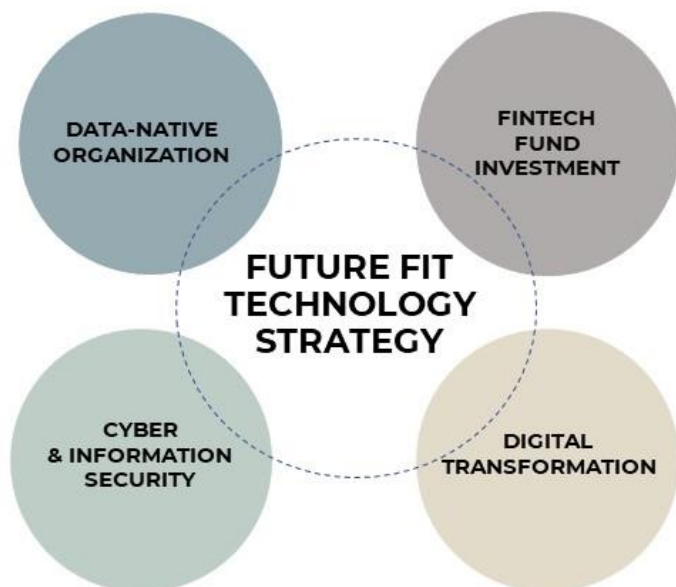 DATA-NATIVE
ORGANIZATION
FINTECH
FUND
INVESTMENT
FUTURE FIT
TECHNOLOGY
STRATEGY
CYBER
& INFORMATION
SECURITY
DIGITAL
TRANSFORMATION